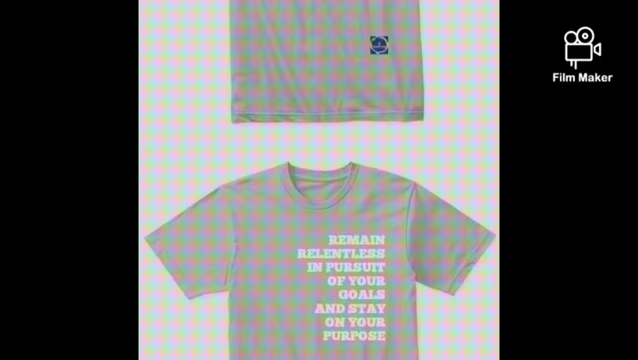 Film Maker
REMAIN
RELENTLESS
IN PURSUIT
OF YOUR
GOALS
AND STAY
ON YOUR
PURPOSE